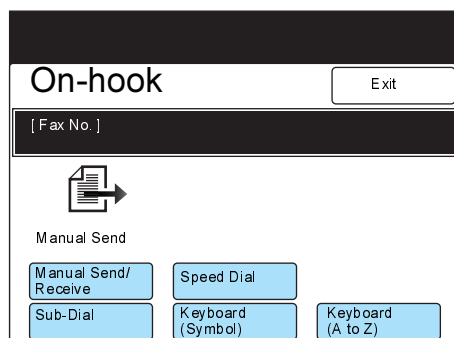 On-hook
Exit
[ Fax No. ]
Manual Send
Manual Send/
Receive
Speed Dial
Sub-Dial
Keyboard
(Symbol)
Keyboard
(A to Z)